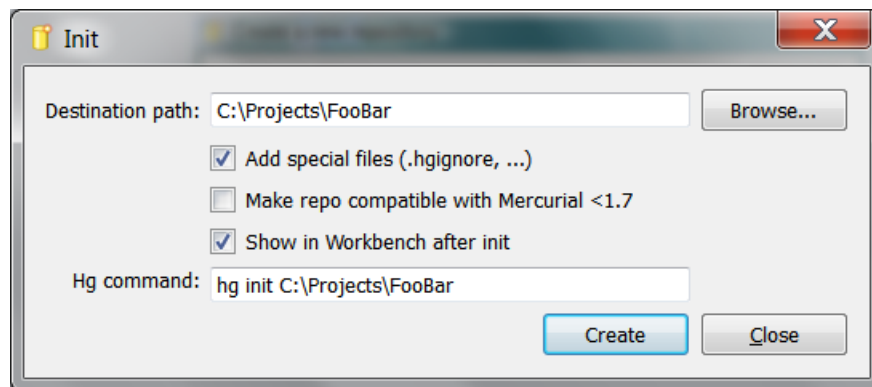 Init
Destination path: C:\Projects\FooBar Browse...
Add special files (.hgignore, ...)
Make repo compatible with Mercurial <1.7
Show in Workbench after init
Hg command: hg init C:\Projects\FooBar
Create Close